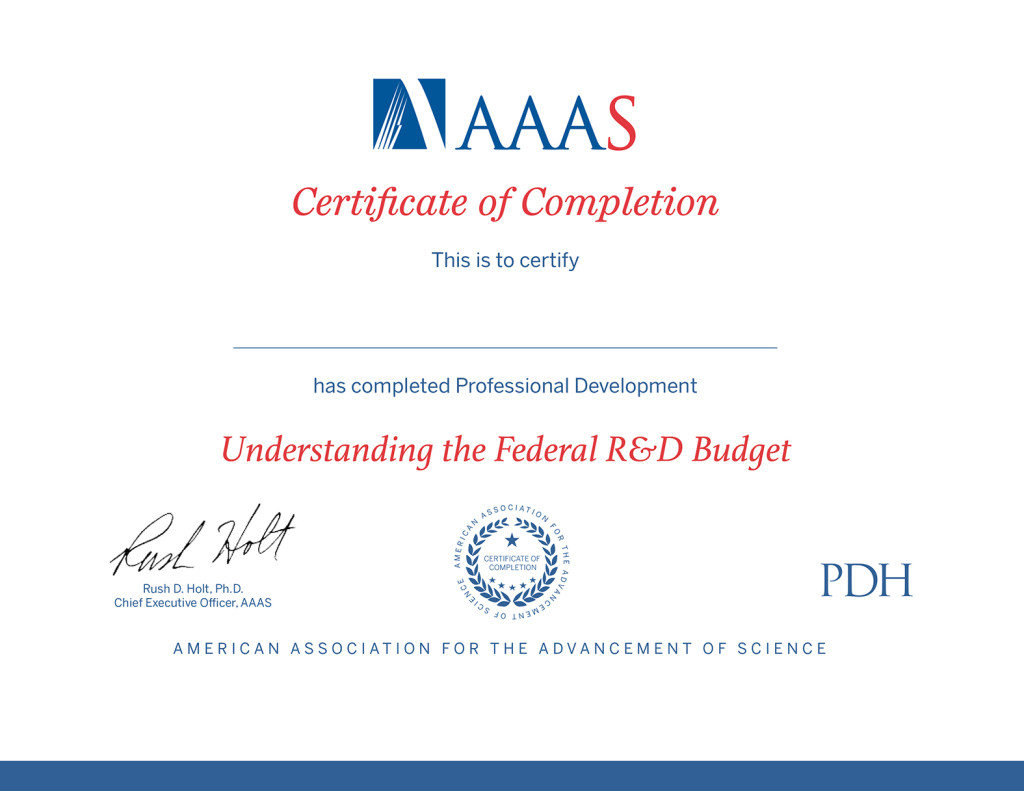 AAAS
Certificate of Completion
This is to certify
has completed Professional Development
Understanding the Federal R&D Budget
Rush Holt
Rush D. Holt, Ph.D.
Chief Executive Officer, AAAS
AMERICAN ASSOCIATION FOR THE ADVANCEMENT OF SCIENCE
CERTIFICATE OF
COMPLETION
PDH
AMERICAN ASSOCIATION FOR THE ADVANCEMENT OF SCIENCE